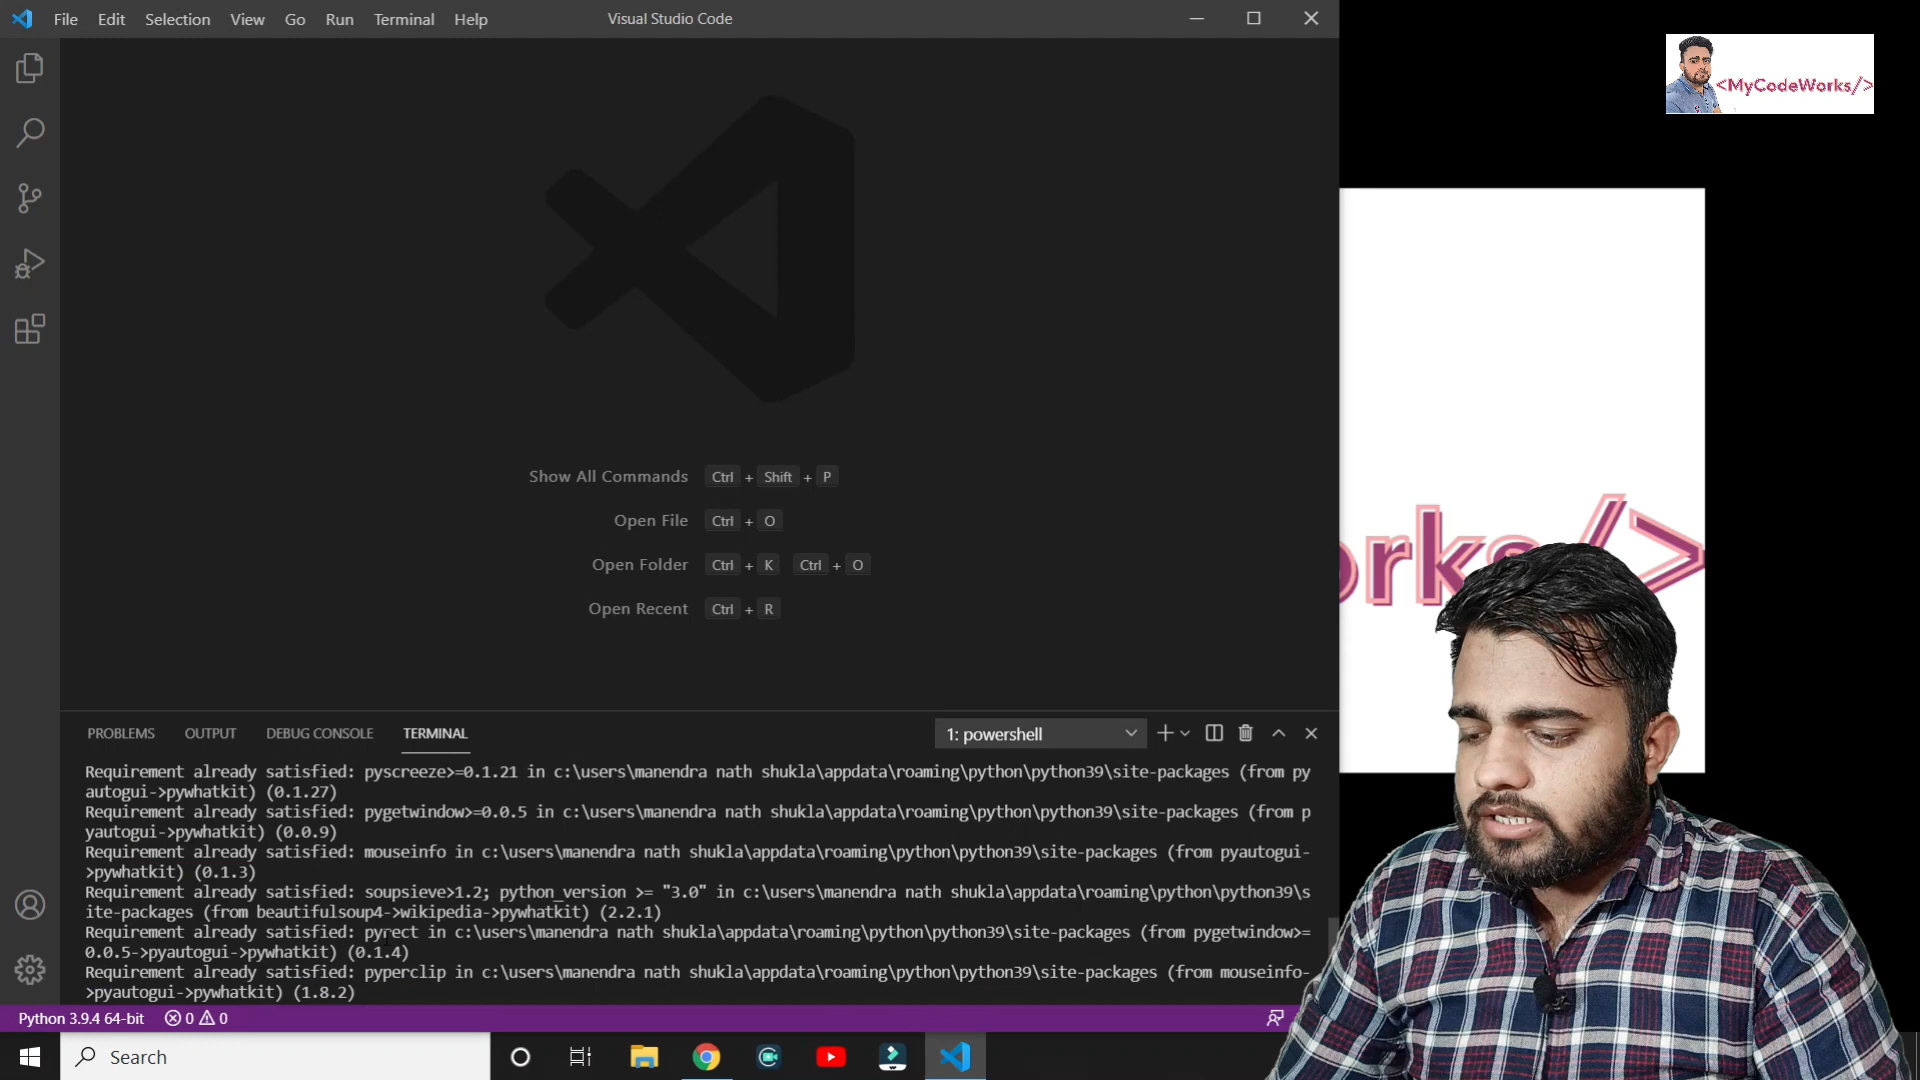 File Edit Selection View Go Run Terminal Help
Visual Studio Code
<MyCodeWorks/>
Show All Commands Ctrl + Shift + P
Open File Ctrl + O
Open Folder Ctrl + K Ctrl + O
Open Recent Ctrl + R
orks/>
PROBLEMS OUTPUT DEBUG CONSOLE TERMINAL
1: powershell
Requirement already satisfied: pyscreeze>=0.1.21 in c:\users\manendra nath shukla\appdata\roaming\python\python39\site-packages (from py
autogui->pywhatkit) (0.1.27)
Requirement already satisfied: pygetwindow>=0.0.5 in c:\users\manendra nath shukla\appdata\roaming\python\python39\site-packages (from p
yautogui->pywhatkit) (0.0.9)
Requirement already satisfied: mouseinfo in c:\users\manendra nath shukla\appdata\roaming\python\python39\site-packages (from pyautogui-
>pywhatkit) (0.1.3)
Requirement already satisfied: soupsieve>1.2; python_version >= "3.0" in c:\users\manendra nath shukla\appdata\roaming\python\python39\s
ite-packages (from beautifulsoup4->wikipedia->pywhatkit) (2.2.1)
Requirement already satisfied: pyrect in c:\users\manendra nath shukla\appdata\roaming\python\python39\site-packages (from pygetwindow>=
0.0.5->pyautogui->pywhatkit) (0.1.4)
Requirement already satisfied: pyperclip in c:\users\manendra nath shukla\appdata\roaming\python\python39\site-packages (from mouseinfo-
>pyautogui->pywhatkit) (1.8.2)
Python 3.9.4 64-bit 0 0
Search